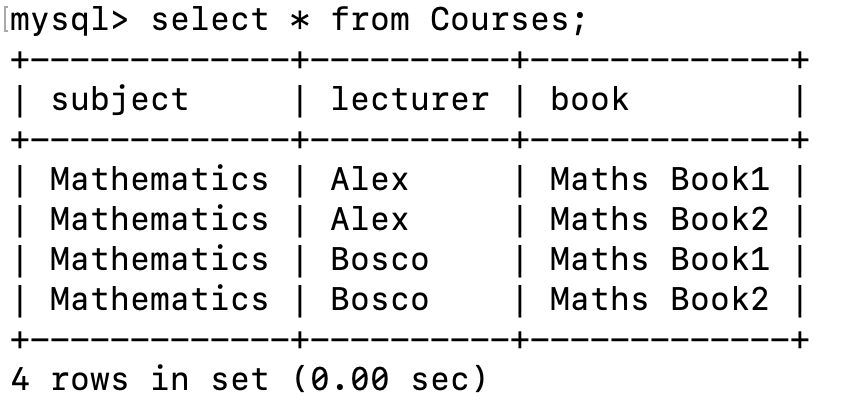 [mysql> select * from Courses;
+-------------+----------+-------------+
| subject     | lecturer | book        |
+-------------+----------+-------------+
| Mathematics | Alex     | Maths Book1 |
| Mathematics | Alex     | Maths Book2 |
| Mathematics | Bosco    | Maths Book1 |
| Mathematics | Bosco    | Maths Book2 |
+-------------+----------+-------------+
4 rows in set (0.00 sec)